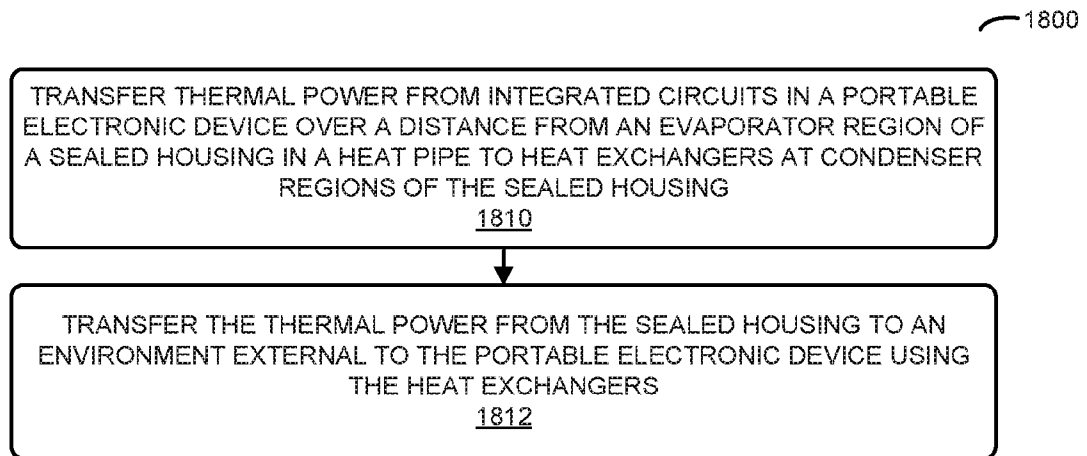 1800
TRANSFER THERMAL POWER FROM INTEGRATED CIRCUITS IN A PORTABLE
ELECTRONIC DEVICE OVER A DISTANCE FROM AN EVAPORATOR REGION OF
A SEALED HOUSING IN A HEAT PIPE TO HEAT EXCHANGERS AT CONDENSER
REGIONS OF THE SEALED HOUSING
1810
TRANSFER THE THERMAL POWER FROM THE SEALED HOUSING TO AN
ENVIRONMENT EXTERNAL TO THE PORTABLE ELECTRONIC DEVICE USING
THE HEAT EXCHANGERS
1812